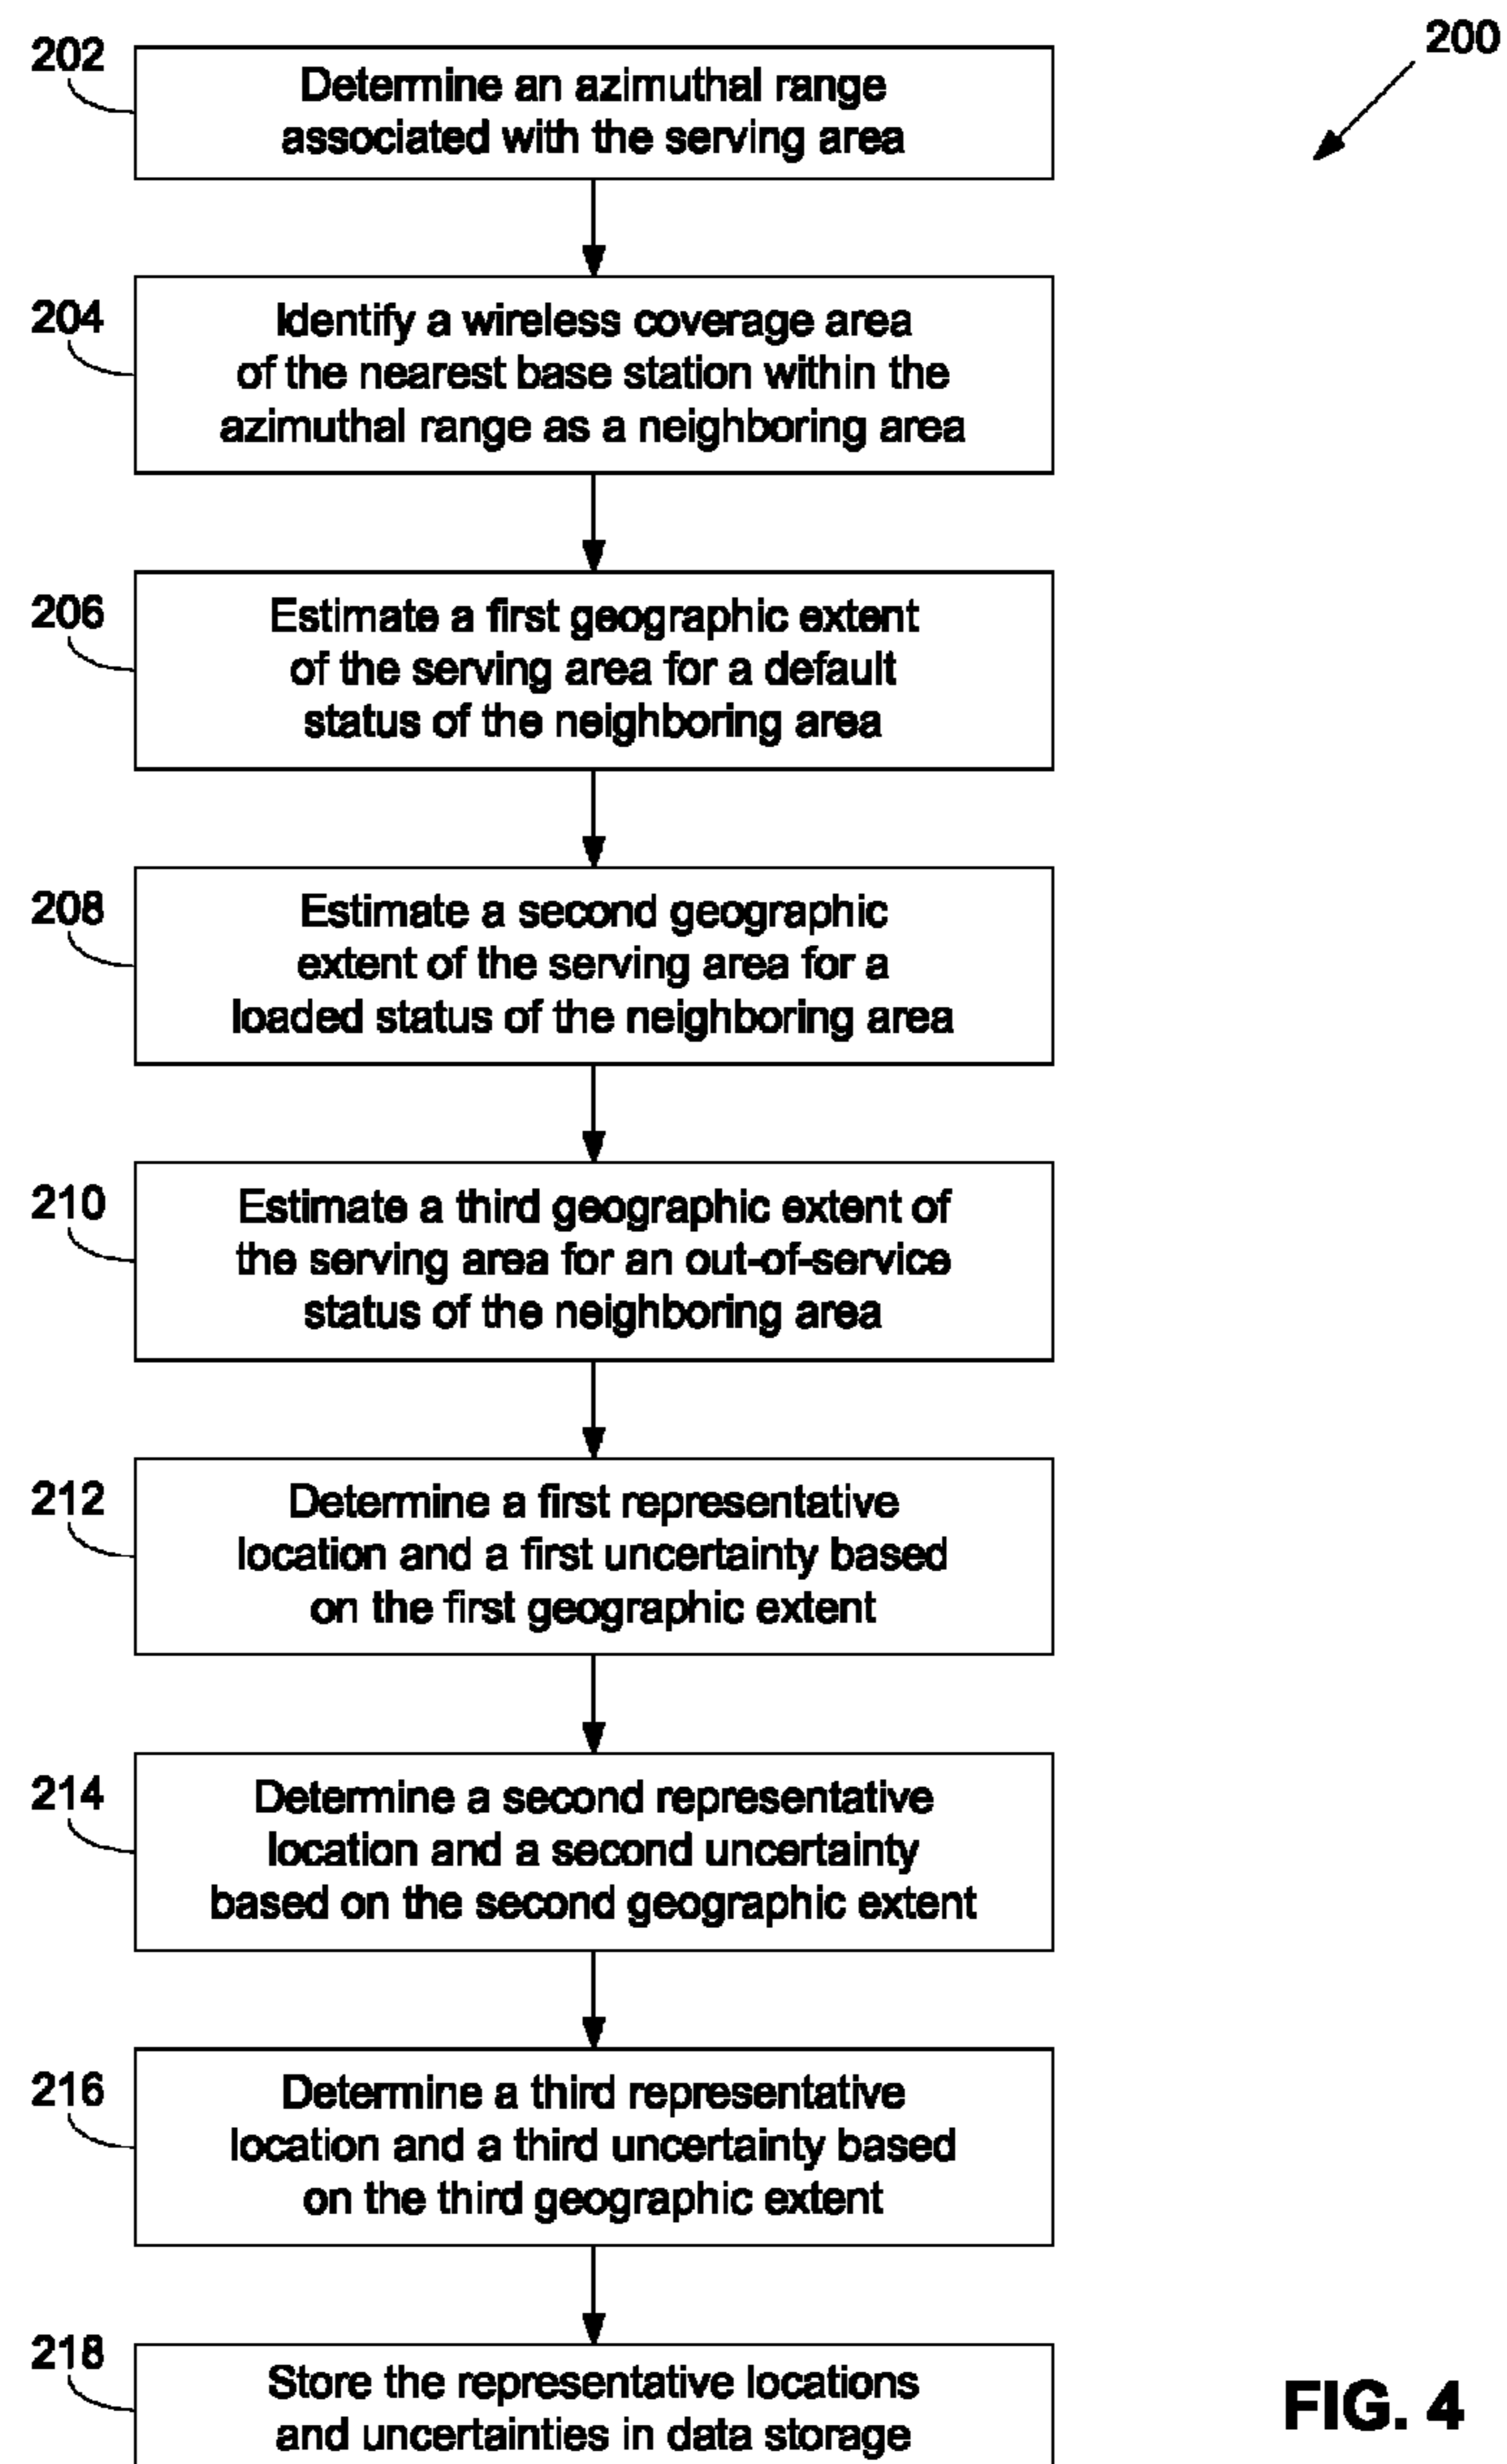 200
202
Determine an azimuthal range
associated with the serving area
204
Identify a wireless coverage area
of the nearest base station within the
azimuthal range as a neighboring area
206
Estimate a first geographic extent
of the serving area for a default
status of the neighboring area
208
Estimate a second geographic
extent of the serving area for a
loaded status of the neighboring area
210
Estimate a third geographic extent of
the serving area for an out-of-service
status of the neighboring area
212
Determine a first representative
location and a first uncertainty based
on the first geographic extent
214
Determine a second representative
location and a second uncertainty
based on the second geographic extent
216
Determine a third representative
location and a third uncertainty based
on the third geographic extent
218
Store the representative locations
and uncertainties in data storage
FIG. 4